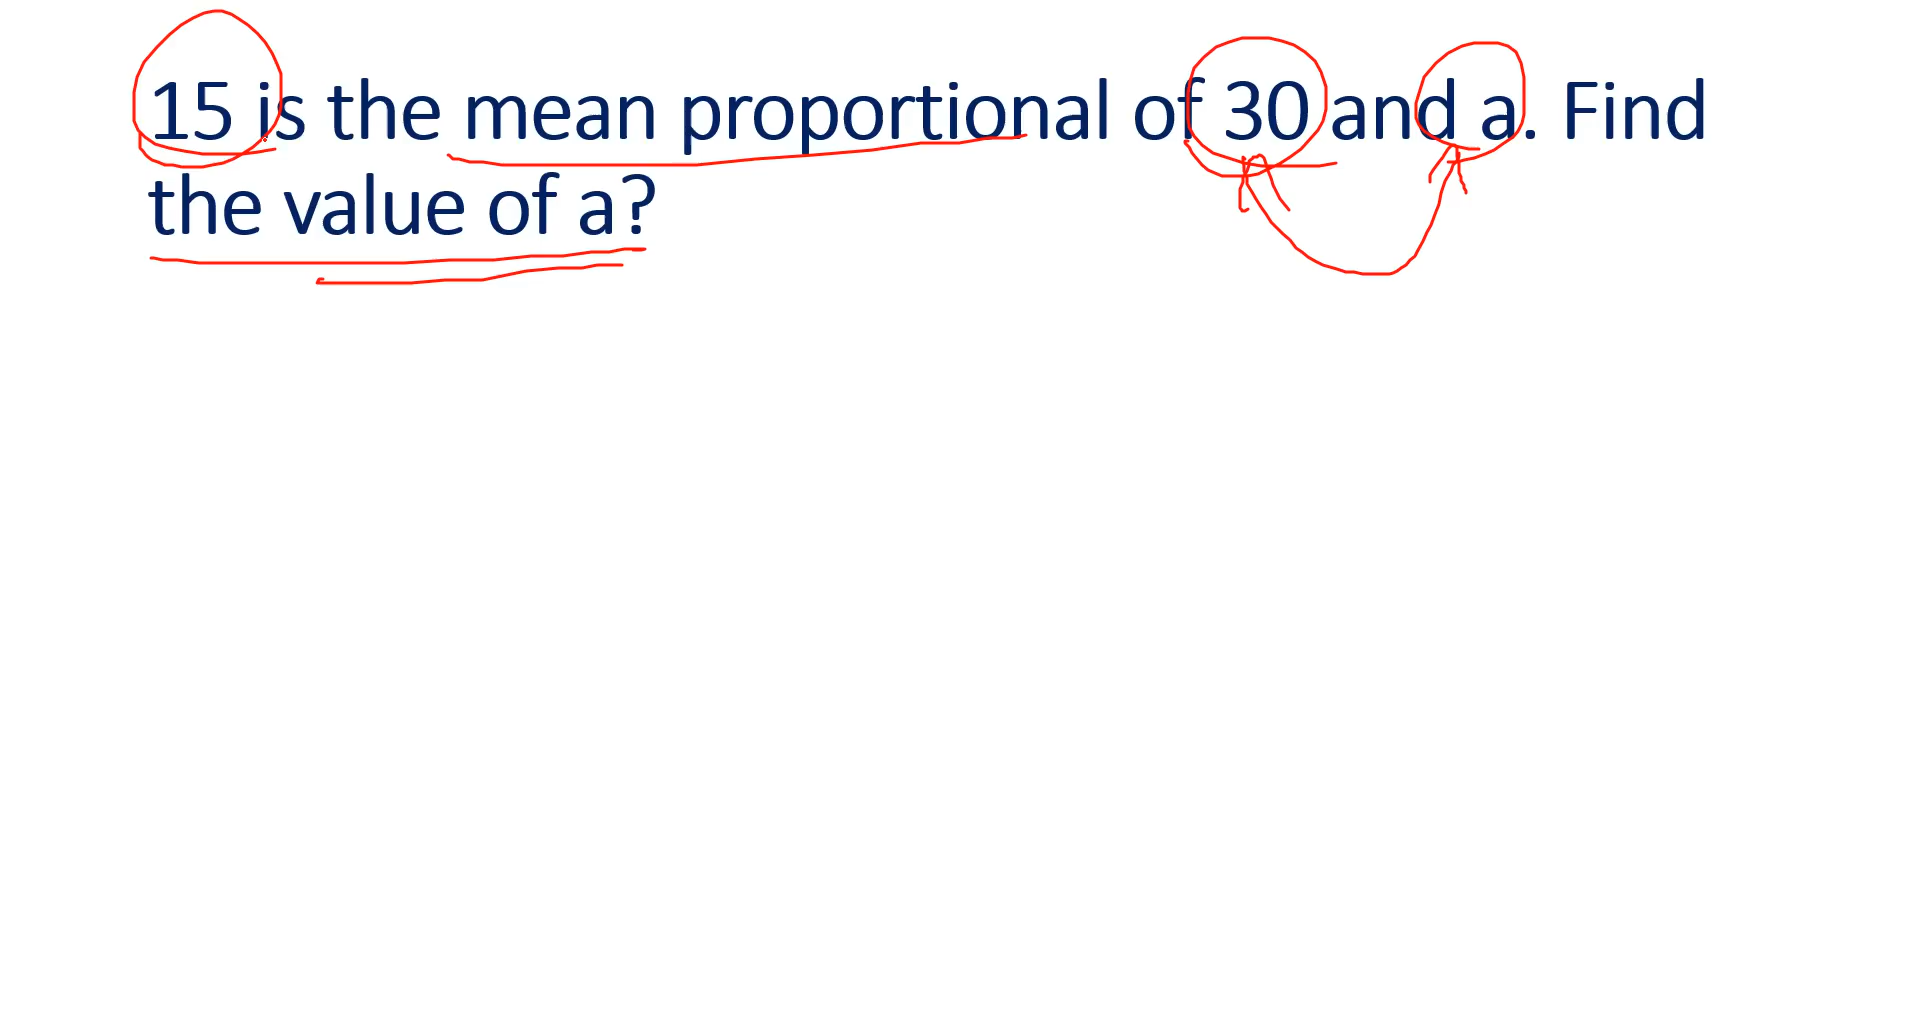 15 is the mean proportional of 30 and a. Find
the value of a?